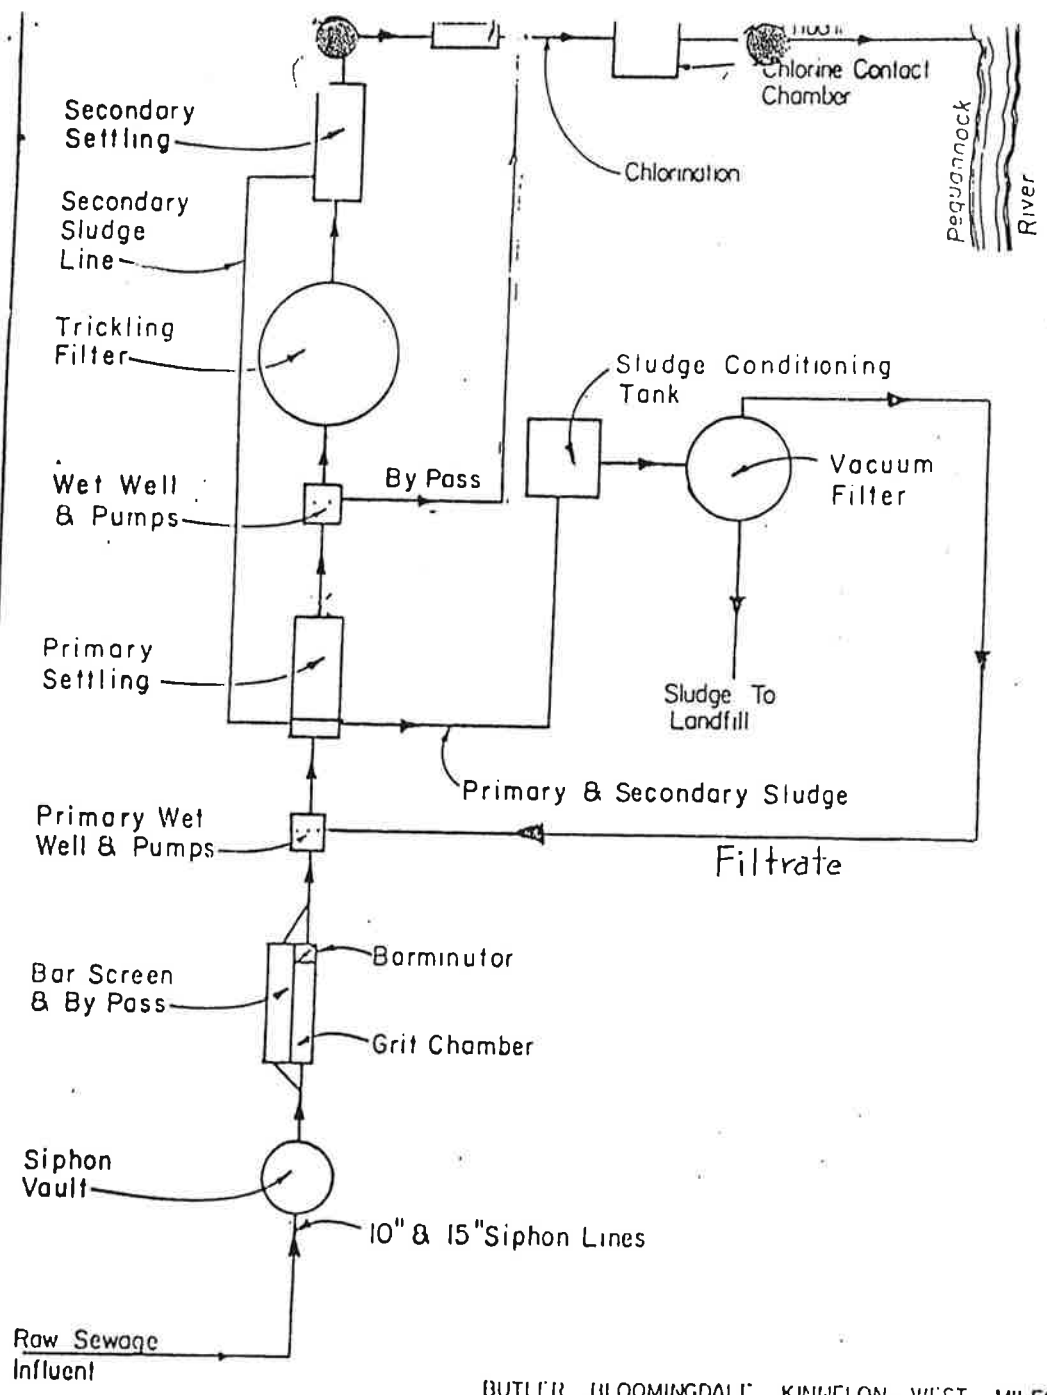 Chlorine Contact
Chamber
Secondary
Settling
Chlorination
Pequannock
River
Secondary
Sludge
Line
Trickling
Filter
Sludge Conditioning
Tank
By Pass
Wet Well
& Pumps
Vacuum
Filter
Primary
Settling
Sludge To
Landfill
Primary & Secondary Sludge
Primary Wet
Well & Pumps
Filtrate
Barminutor
Bar Screen
& By Pass
Grit Chamber
Siphon
Vault
10" & 15" Siphon Lines
Raw Sewage
Influent
BUTLER BLOOMINGDALE KINNELON WEST